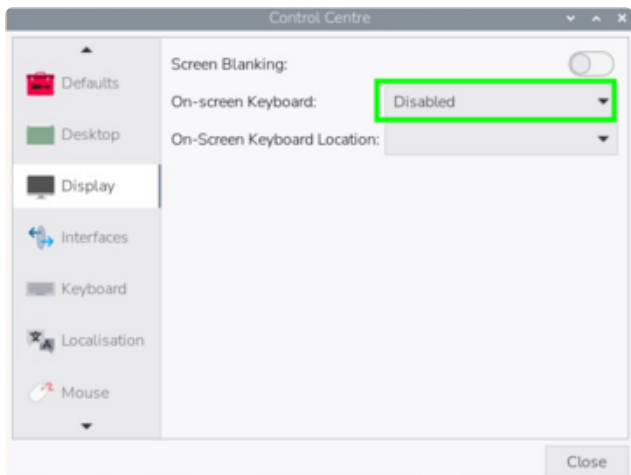 Control Centre
Defaults
Desktop
Display
Interfaces
Keyboard
Localisation
Mouse
Screen Blanking:
On-screen Keyboard: Disabled
On-Screen Keyboard Location:
Close